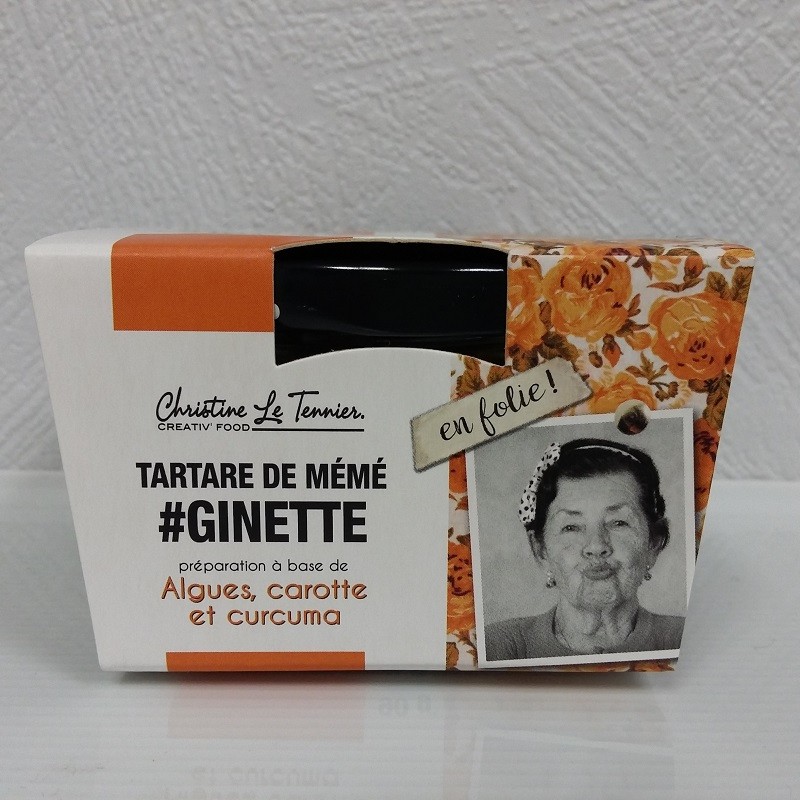 Christine Le Tennier.
CREATIV' FOOD
TARTARE DE MÉMÉ
#GINETTE
préparation à base de
Algues, carotte
et curcuma
en folie!